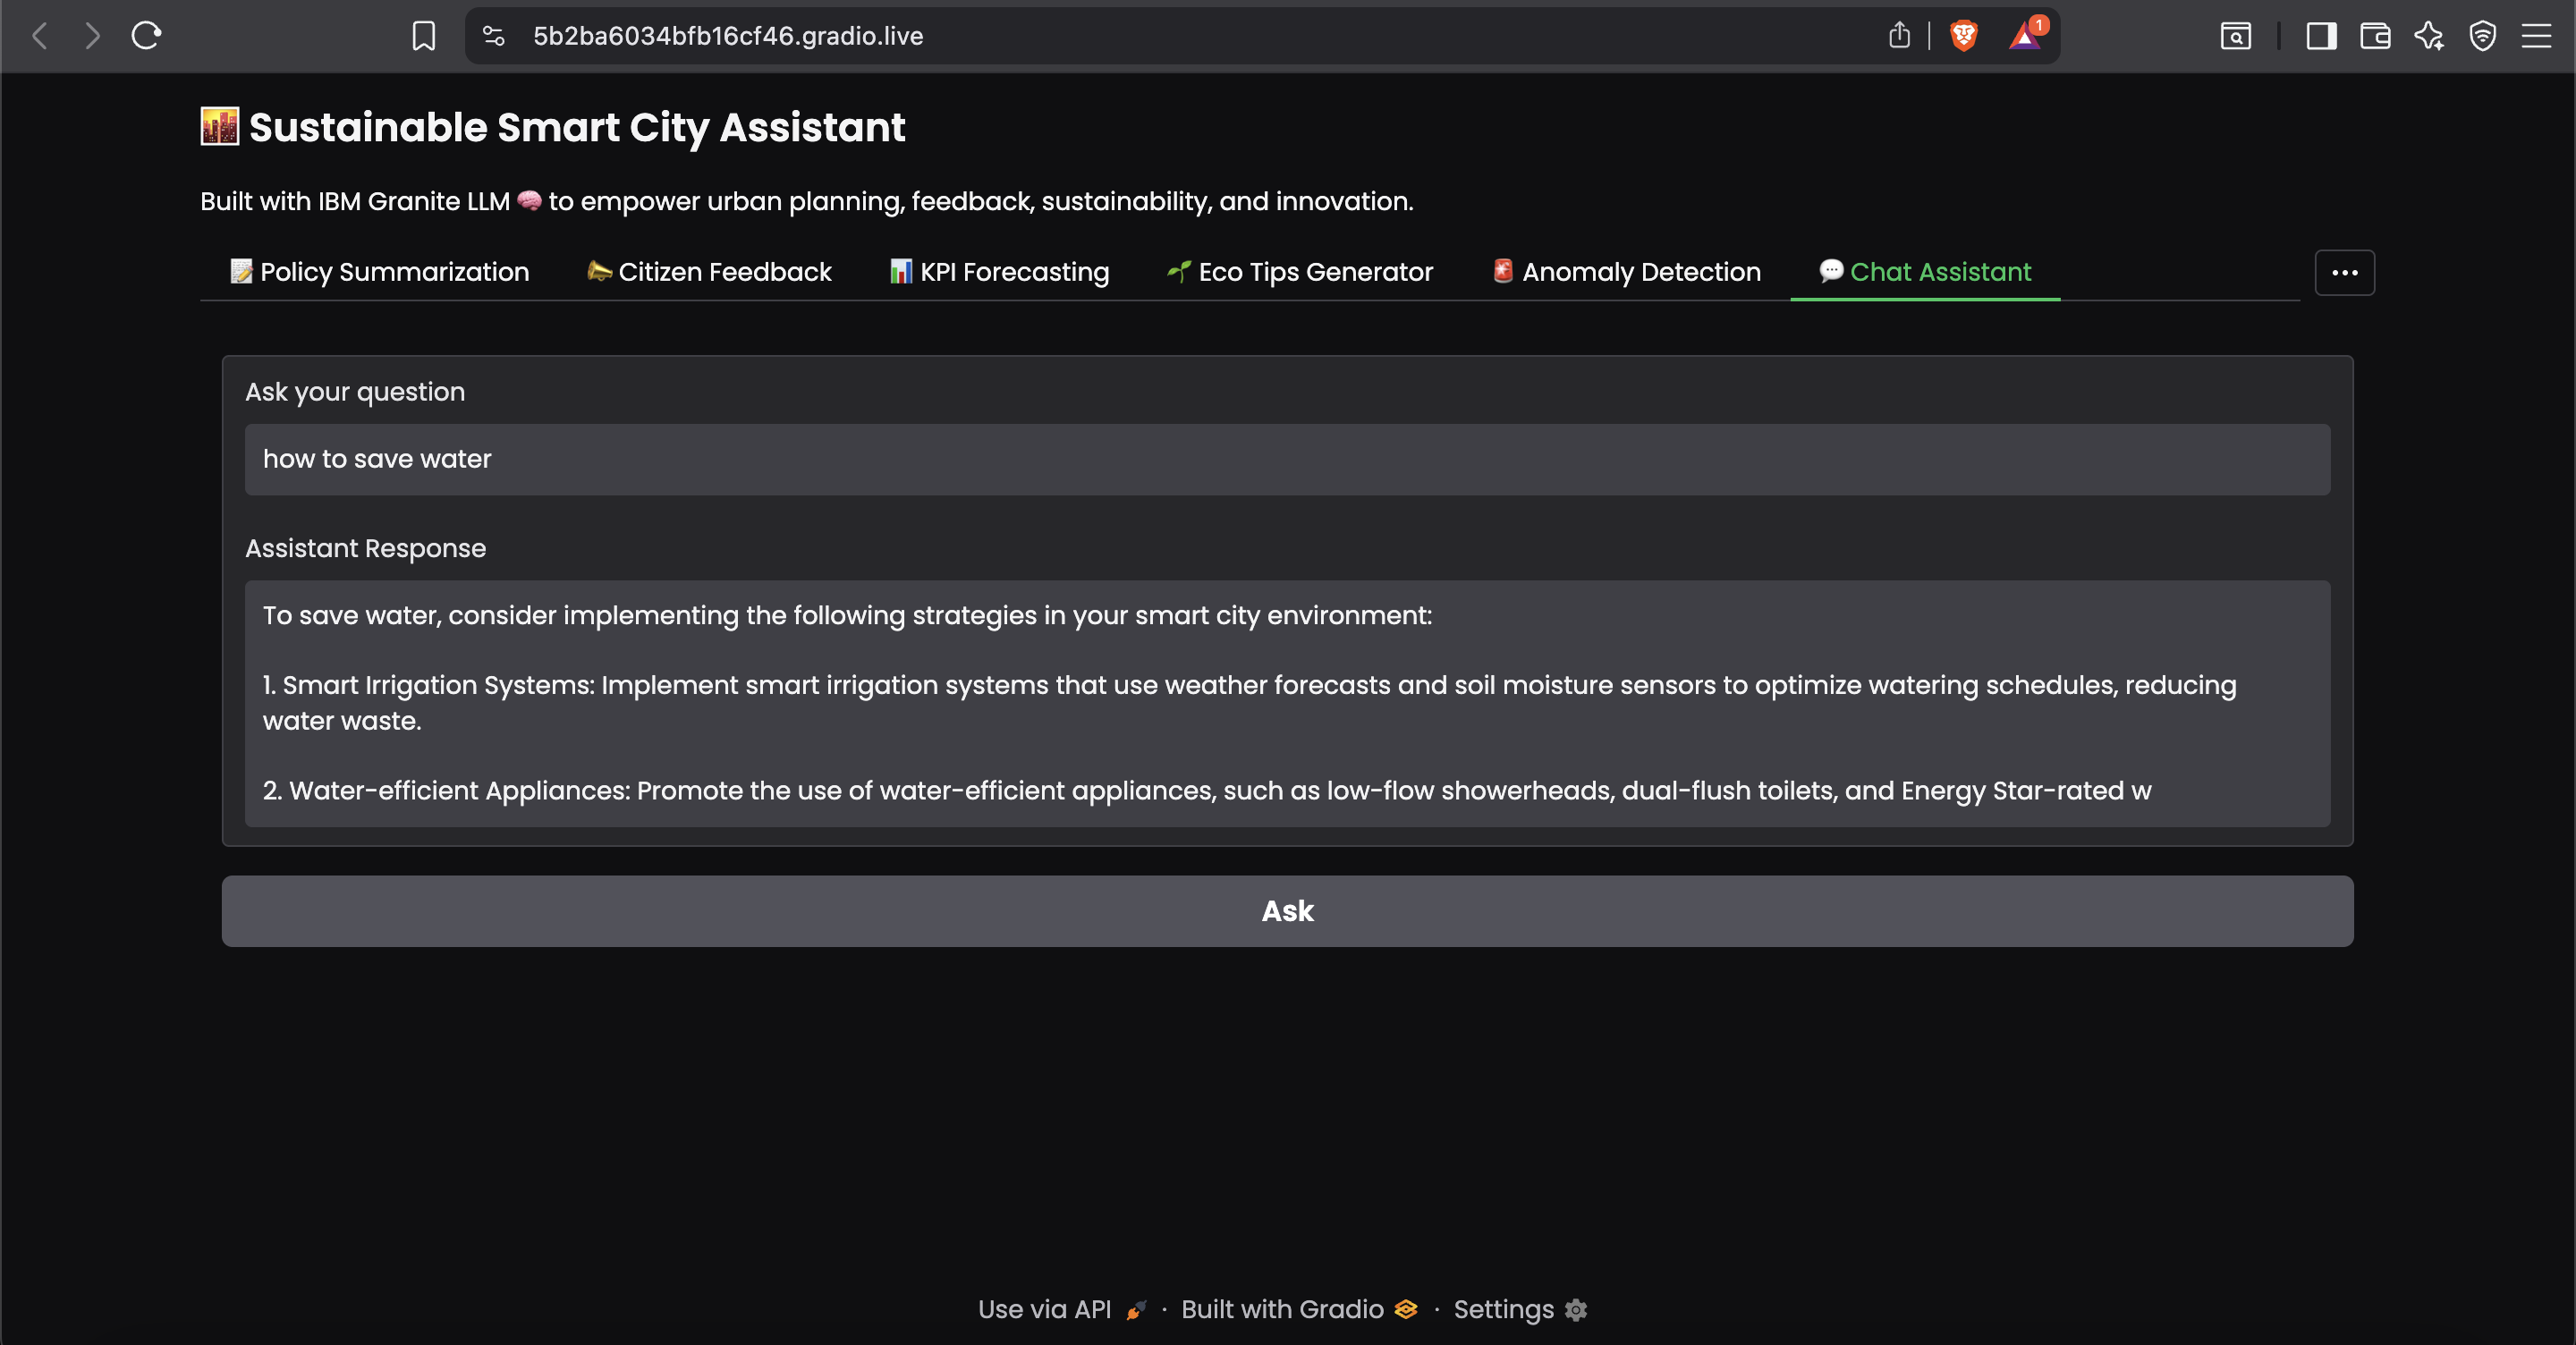 5b2ba6034bfb16cf46.gradio.live
1
Sustainable Smart City Assistant
Built with IBM Granite LLM 🧠 to empower urban planning, feedback, sustainability, and innovation.
Policy Summarization
Citizen Feedback
KPI Forecasting
Eco Tips Generator
Anomaly Detection
Chat Assistant
Ask your question
how to save water
Assistant Response
To save water, consider implementing the following strategies in your smart city environment:
1. Smart Irrigation Systems: Implement smart irrigation systems that use weather forecasts and soil moisture sensors to optimize watering schedules, reducing
water waste.
2. Water-efficient Appliances: Promote the use of water-efficient appliances, such as low-flow showerheads, dual-flush toilets, and Energy Star-rated w
Ask
Use via API · Built with Gradio · Settings